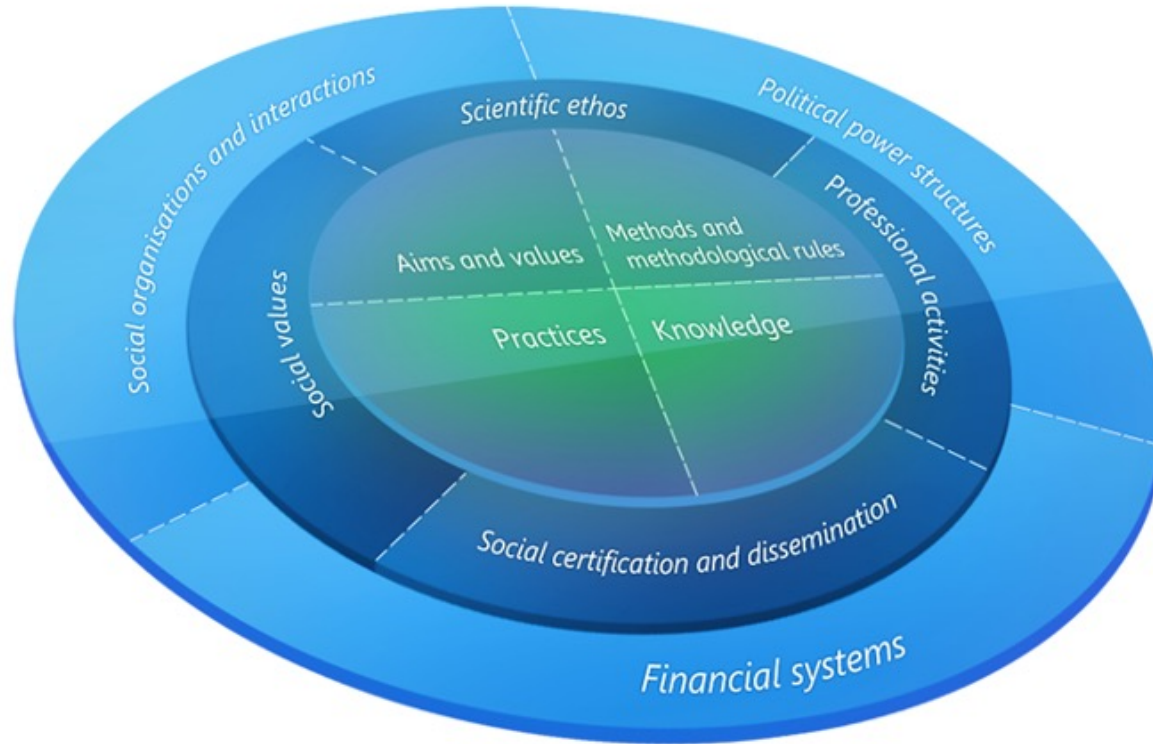 Social organisations and interactions
Political power structures
Scientific ethos
Professional activities
Social values
Aims and values
Methods and
methodological rules
Practices
Knowledge
Social certification and dissemination
Financial systems